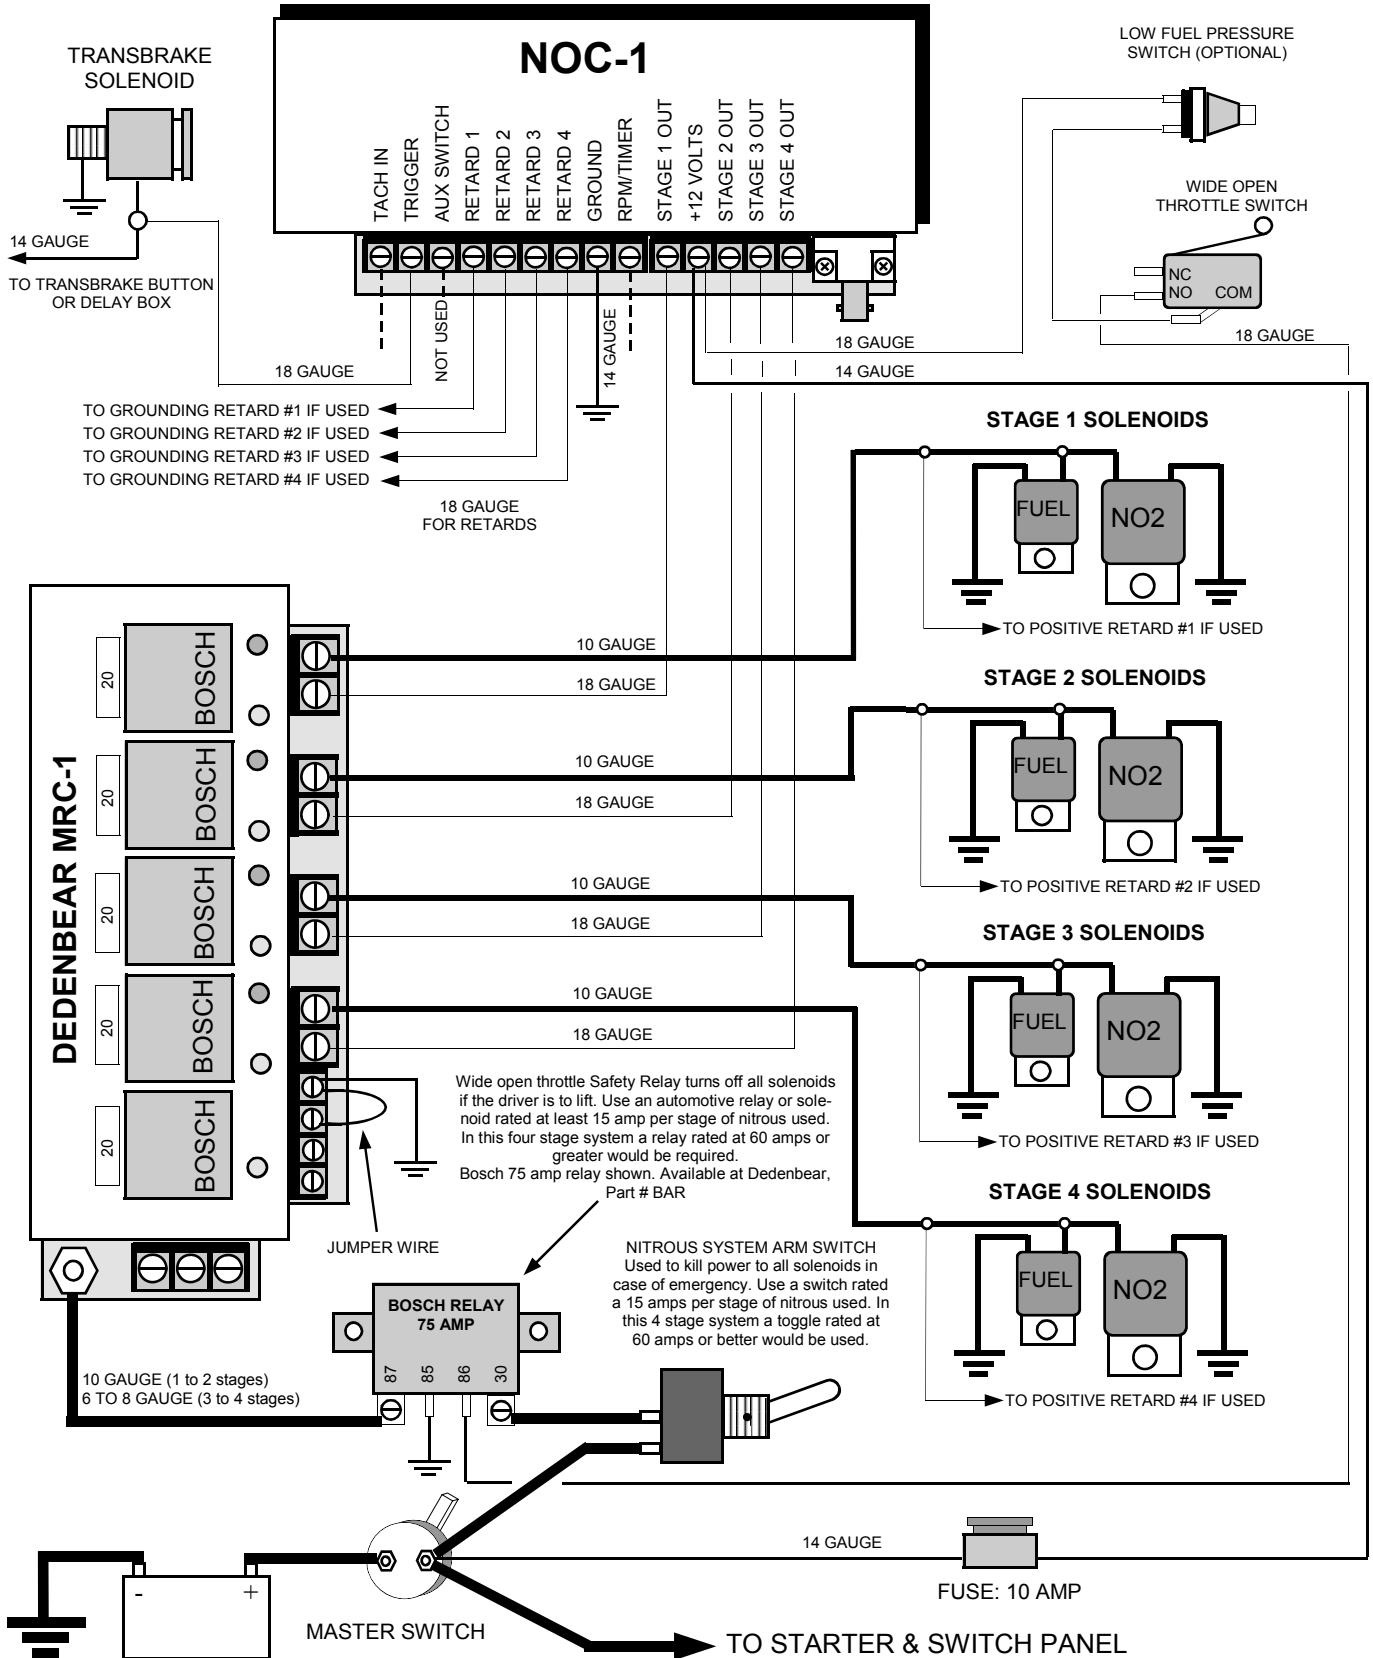 NOC-1
TRANSBRAKE
SOLENOID
LOW FUEL PRESSURE
SWITCH (OPTIONAL)
TACH IN
TRIGGER
AUX SWITCH
RETARD 1
RETARD 2
RETARD 3
RETARD 4
GROUND
RPM/TIMER
STAGE 1 OUT
+12 VOLTS
STAGE 2 OUT
STAGE 3 OUT
STAGE 4 OUT
WIDE OPEN
THROTTLE SWITCH
NC
NO
COM
14 GAUGE
TO TRANSBRAKE BUTTON
OR DELAY BOX
NOT USED
14 GAUGE
18 GAUGE
18 GAUGE
18 GAUGE
14 GAUGE
TO GROUNDING RETARD #1 IF USED
TO GROUNDING RETARD #2 IF USED
TO GROUNDING RETARD #3 IF USED
TO GROUNDING RETARD #4 IF USED
18 GAUGE
FOR RETARDS
STAGE 1 SOLENOIDS
FUEL
NO2
TO POSITIVE RETARD #1 IF USED
DEDENBEAR MRC-1
20
BOSCH
20
BOSCH
20
BOSCH
20
BOSCH
20
BOSCH
10 GAUGE
18 GAUGE
STAGE 2 SOLENOIDS
FUEL
NO2
10 GAUGE
18 GAUGE
TO POSITIVE RETARD #2 IF USED
10 GAUGE
18 GAUGE
STAGE 3 SOLENOIDS
FUEL
NO2
10 GAUGE
18 GAUGE
TO POSITIVE RETARD #3 IF USED
Wide open throttle Safety Relay turns off all solenoids
if the driver is to lift. Use an automotive relay or sole-
noid rated at least 15 amp per stage of nitrous used.
In this four stage system a relay rated at 60 amps or
greater would be required.
Bosch 75 amp relay shown. Available at Dedenbear,
Part # BAR
STAGE 4 SOLENOIDS
FUEL
NO2
TO POSITIVE RETARD #4 IF USED
JUMPER WIRE
NITROUS SYSTEM ARM SWITCH
Used to kill power to all solenoids in
case of emergency. Use a switch rated
a 15 amps per stage of nitrous used. In
this 4 stage system a toggle rated at
60 amps or better would be used.
BOSCH RELAY
75 AMP
87
85
86
30
10 GAUGE (1 to 2 stages)
6 TO 8 GAUGE (3 to 4 stages)
14 GAUGE
FUSE: 10 AMP
-
+
MASTER SWITCH
TO STARTER & SWITCH PANEL